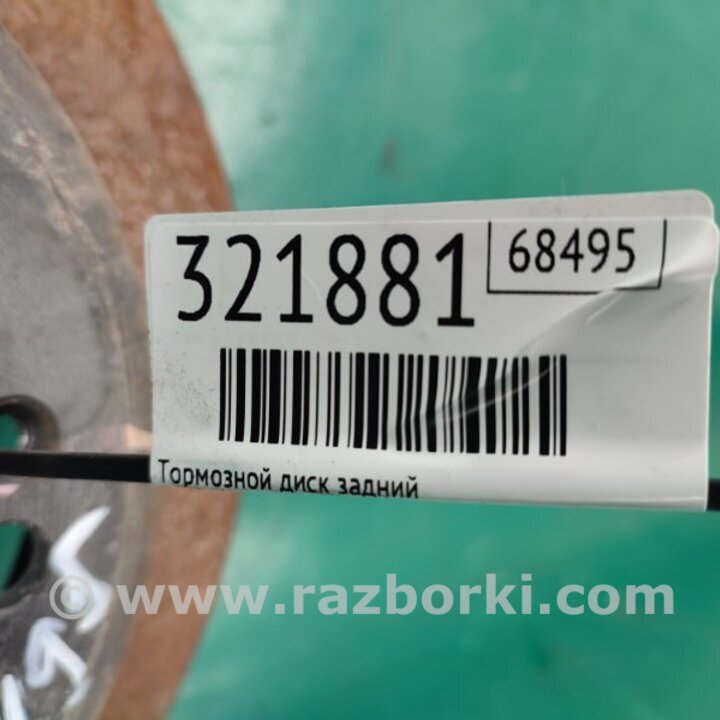 321881
68495
Тормозной диск задний
© www.razborki.com